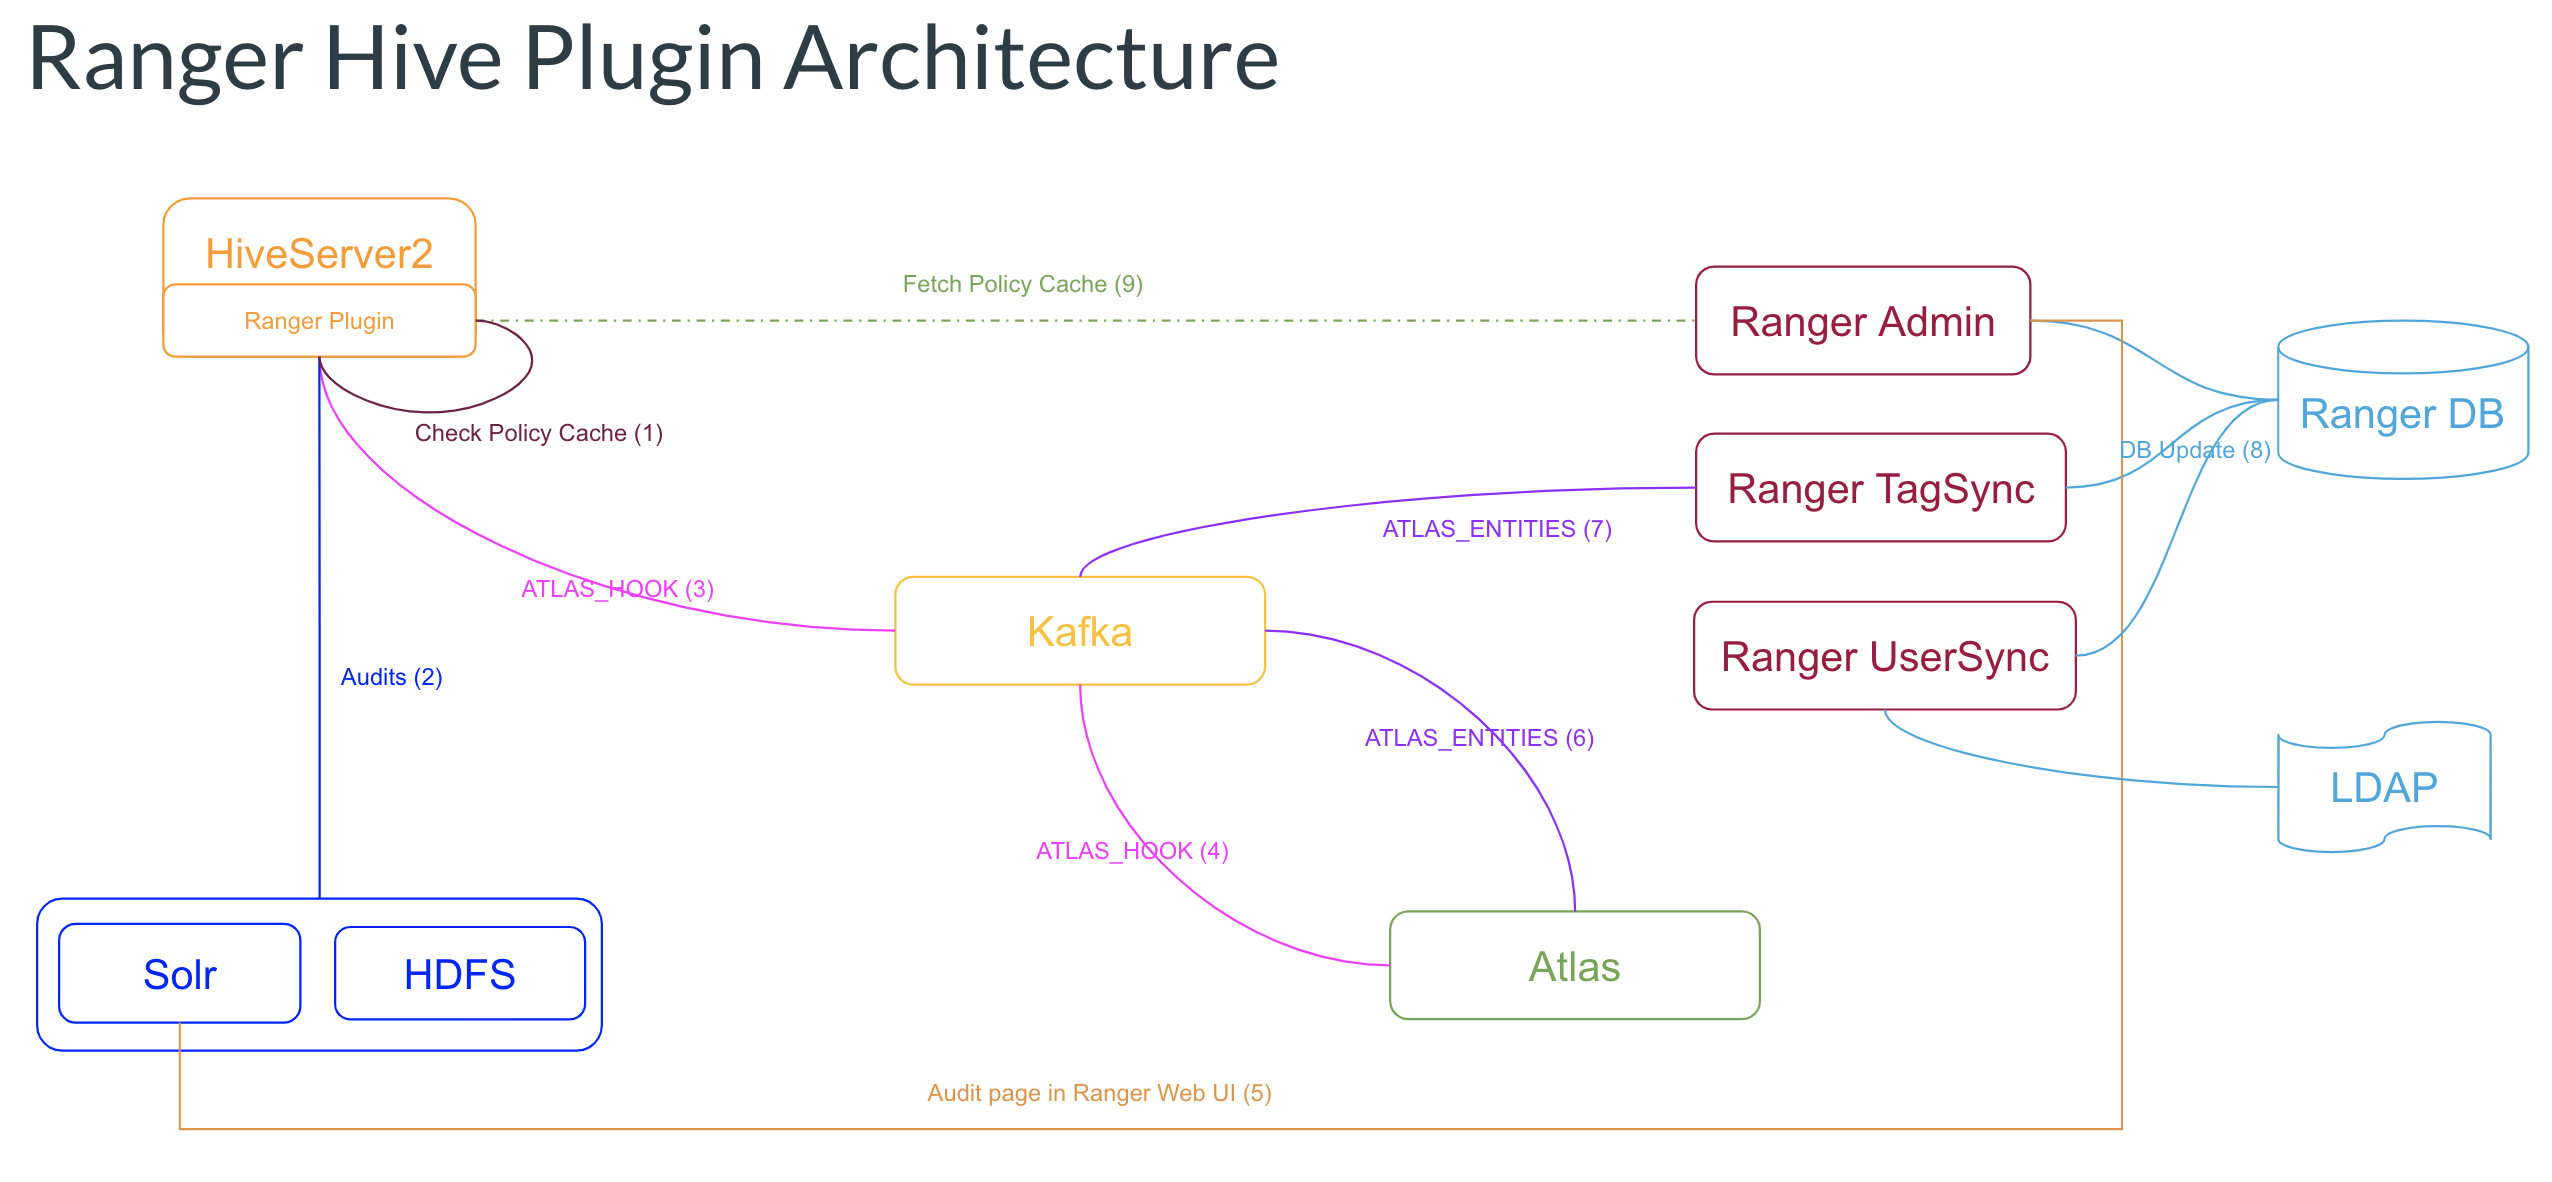 Ranger Hive Plugin Architecture
HiveServer2
Ranger Plugin
Fetch Policy Cache (9)
Ranger Admin
Ranger DB
Check Policy Cache (1)
DB Update (8)
Ranger TagSync
ATLAS_ENTITIES (7)
ATLAS_HOOK (3)
Kafka
Ranger UserSync
Audits (2)
ATLAS_ENTITIES (6)
LDAP
ATLAS_HOOK (4)
Solr
HDFS
Atlas
Audit page in Ranger Web UI (5)